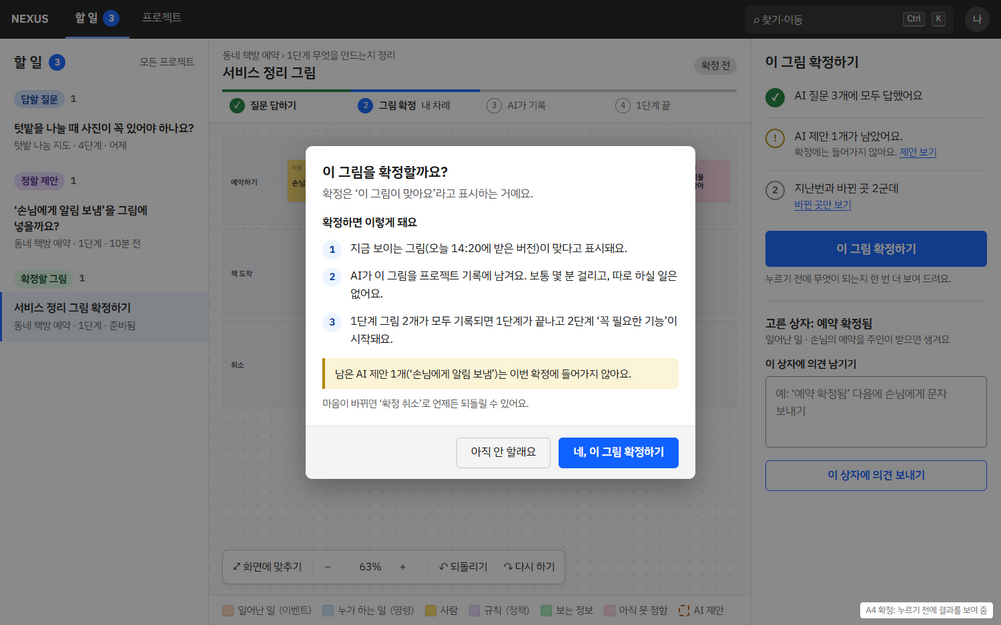 NEXUS
할 일 3
프로젝트
찾기·이동
Ctrl K
나
할 일 3
모든 프로젝트
답할 질문 1
텃밭을 나눌 때 사진이 꼭 있어야 하나요?
텃밭 나눔 지도 · 4단계 · 어제
정할 제안 1
‘손님에게 알림 보냄’을 그림에
넣을까요?
동네 책방 예약 · 1단계 · 10분 전
확정할 그림 1
서비스 정리 그림 확정하기
동네 책방 예약 · 1단계 · 준비됨
동네 책방 예약 › 1단계 무엇을 만드는지 정리
서비스 정리 그림
확정 전
✓ 질문 답하기
2 그림 확정 내 차례
3 AI가 기록
4 1단계 끝
예약하기
사람
손님
책 도착
취소
이 그림을 확정할까요?
확정은 ‘이 그림이 맞아요’라고 표시하는 거예요.
확정하면 이렇게 돼요
1 지금 보이는 그림(오늘 14:20에 받은 버전)이 맞다고 표시돼요.
2 AI가 이 그림을 프로젝트 기록에 남겨요. 보통 몇 분 걸리고, 따로 하실 일은
없어요.
3 1단계 그림 2개가 모두 기록되면 1단계가 끝나고 2단계 ‘꼭 필요한 기능’이
시작돼요.
남은 AI 제안 1개(‘손님에게 알림 보냄’)는 이번 확정에 들어가지 않아요.
마음이 바뀌면 ‘확정 취소’로 언제든 되돌릴 수 있어요.
아직 안 할래요
네, 이 그림 확정하기
화면에 맞추기
− 63% +
되돌리기
다시 하기
일어난 일 (이벤트)
누가 하는 일 (명령)
사람
규칙 (정책)
보는 정보
아직 못 정함
AI 제안
이 그림 확정하기
✓ AI 질문 3개에 모두 답했어요
! AI 제안 1개가 남았어요.
확정에는 들어가지 않아요. 제안 보기
2 지난번과 바뀐 곳 2군데
바뀐 곳만 보기
이 그림 확정하기
누르기 전에 무엇이 되는지 한 번 더 보여 드려요.
고른 상자: 예약 확정됨
일어난 일 · 손님의 예약을 주인이 받으면 생겨요
이 상자에 의견 남기기
예: ‘예약 확정됨’ 다음에 손님에게 문자
보내기
이 상자에 의견 보내기
A4 확정: 누르기 전에 결과를 보여 줌